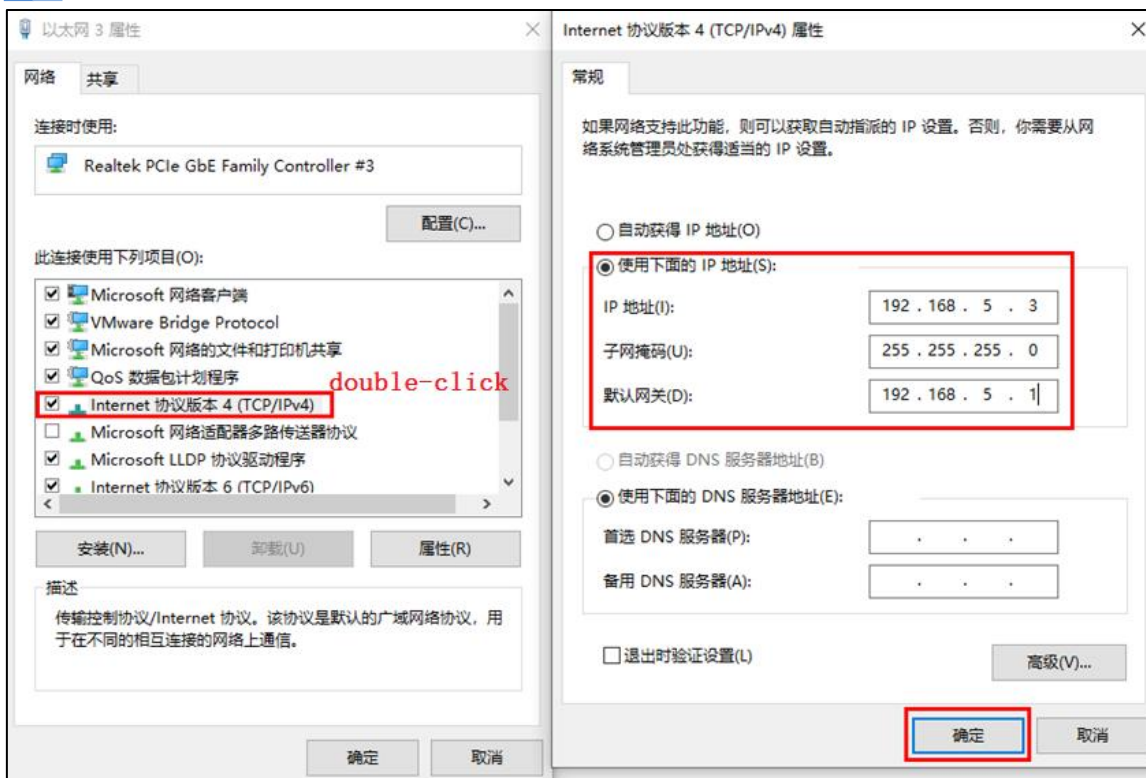 以太网 3 属性
网络
共享
连接时使用:
Realtek PCIe GbE Family Controller #3
配置(C)...
此连接使用下列项目(O):
Microsoft 网络客户端
VMware Bridge Protocol
Microsoft 网络的文件和打印机共享
QoS 数据包计划程序
double-click
Internet 协议版本 4 (TCP/IPv4)
Microsoft 网络适配器多路传送器协议
Microsoft LLDP 协议驱动程序
Internet 协议版本 6 (TCP/IPv6)
安装(N)...
卸载(U)
属性(R)
描述
传输控制协议/Internet 协议。该协议是默认的广域网络协议，用
于在不同的相互连接的网络上通信。
确定
取消
Internet 协议版本 4 (TCP/IPv4) 属性
常规
如果网络支持此功能，则可以获取自动指派的 IP 设置。否则，你需要从网
络系统管理员处获得适当的 IP 设置。
自动获得 IP 地址(O)
使用下面的 IP 地址(S):
IP 地址(I):
192 . 168 . 5 . 3
子网掩码(U):
255 . 255 . 255 . 0
默认网关(D):
192 . 168 . 5 . 1
自动获得 DNS 服务器地址(B)
使用下面的 DNS 服务器地址(E):
首选 DNS 服务器(P):
. . .
备用 DNS 服务器(A):
. . .
退出时验证设置(L)
高级(V)...
确定
取消